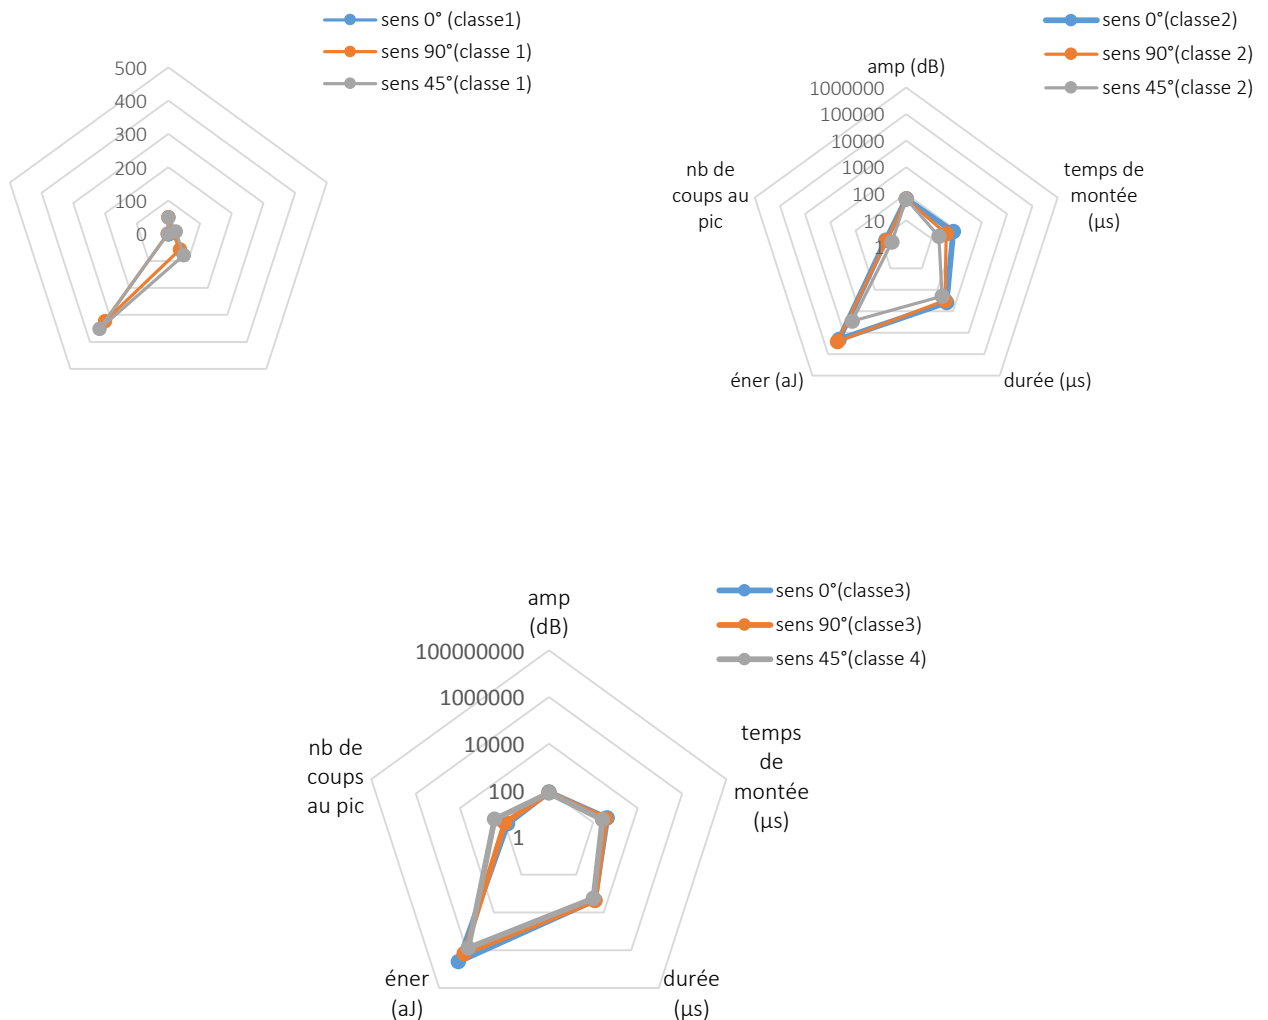 sens 0° (classe1)
sens 90°(classe 1)
sens 45°(classe 1)
500
400
300
200
100
0
sens 0°(classe2)
sens 90°(classe 2)
sens 45°(classe 2)
amp (dB)
1000000
100000
10000
1000
100
10
1
nb de
coups au
pic
temps de
montée
(µs)
éner (aJ)
durée (µs)
sens 0°(classe3)
sens 90°(classe3)
sens 45°(classe 4)
amp
(dB)
100000000
1000000
10000
100
1
nb de
coups
au pic
temps
de
montée
(µs)
éner
(aJ)
durée
(µs)